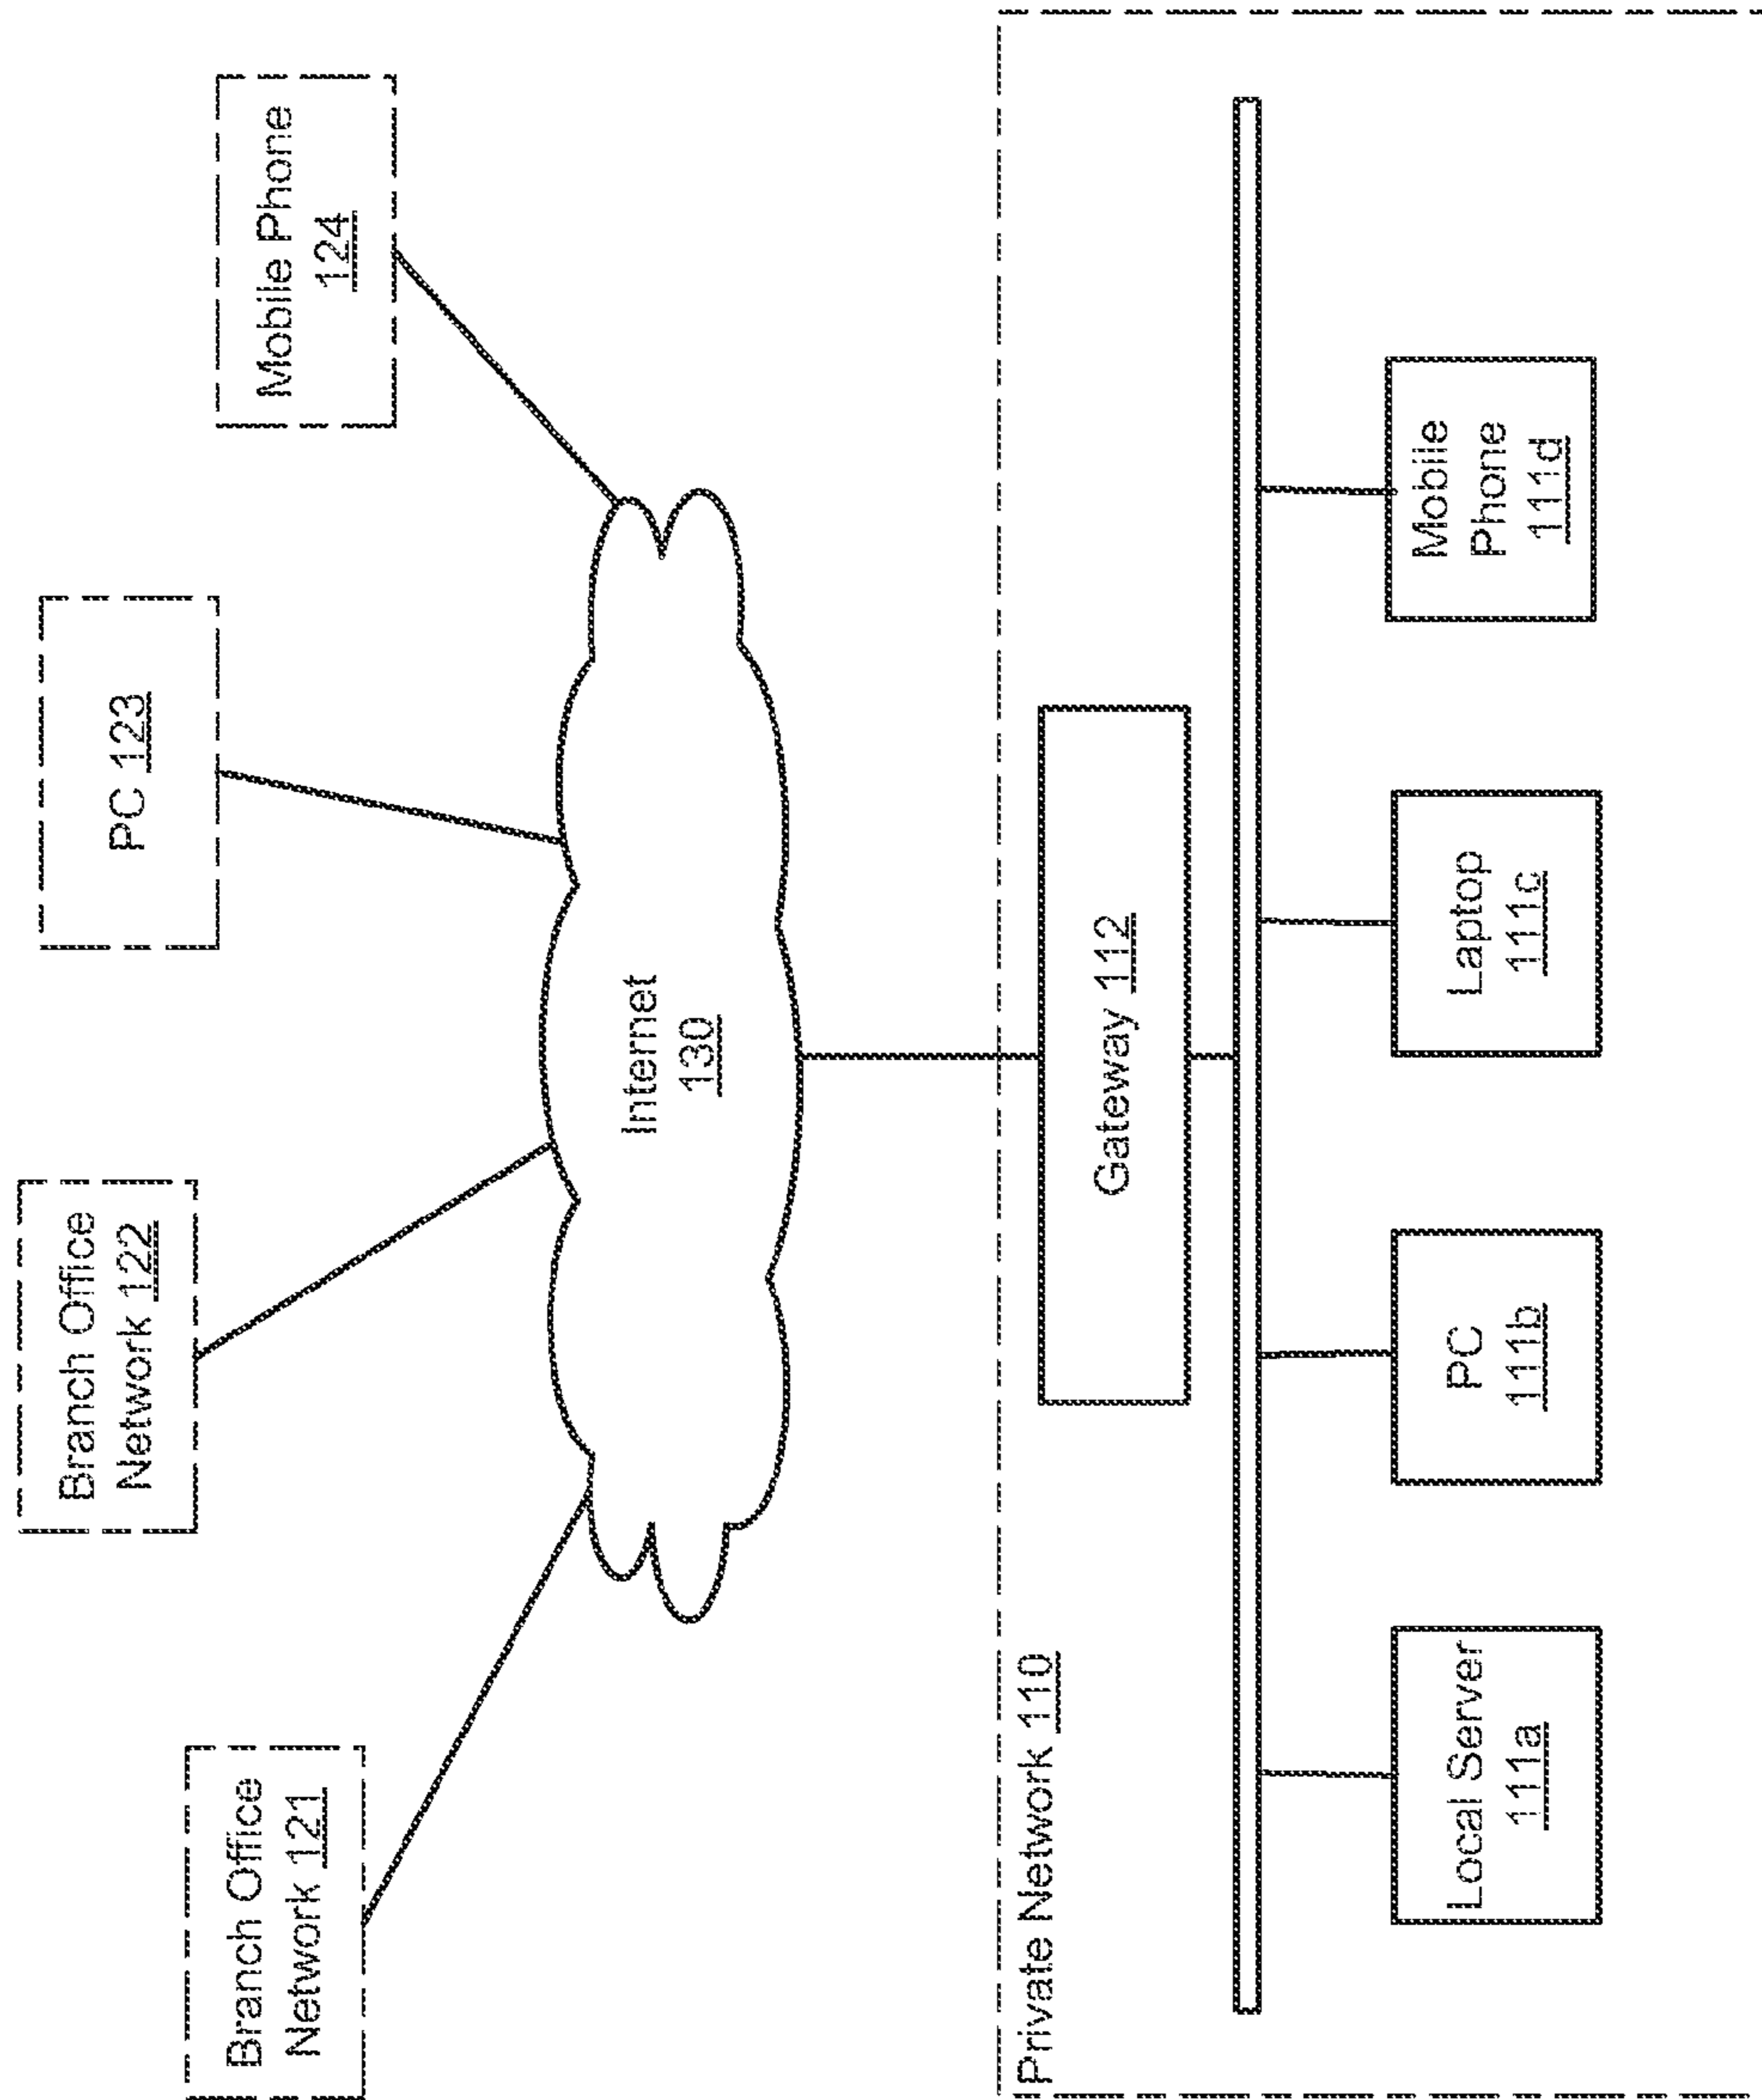 Branch Office
Network 121
Branch Office
Network 122
PC 123
Mobile Phone
124
Internet
130
Private Network 110
Gateway 112
Local Server
111a
PC
111b
Laptop
111c
Mobile
Phone
111d